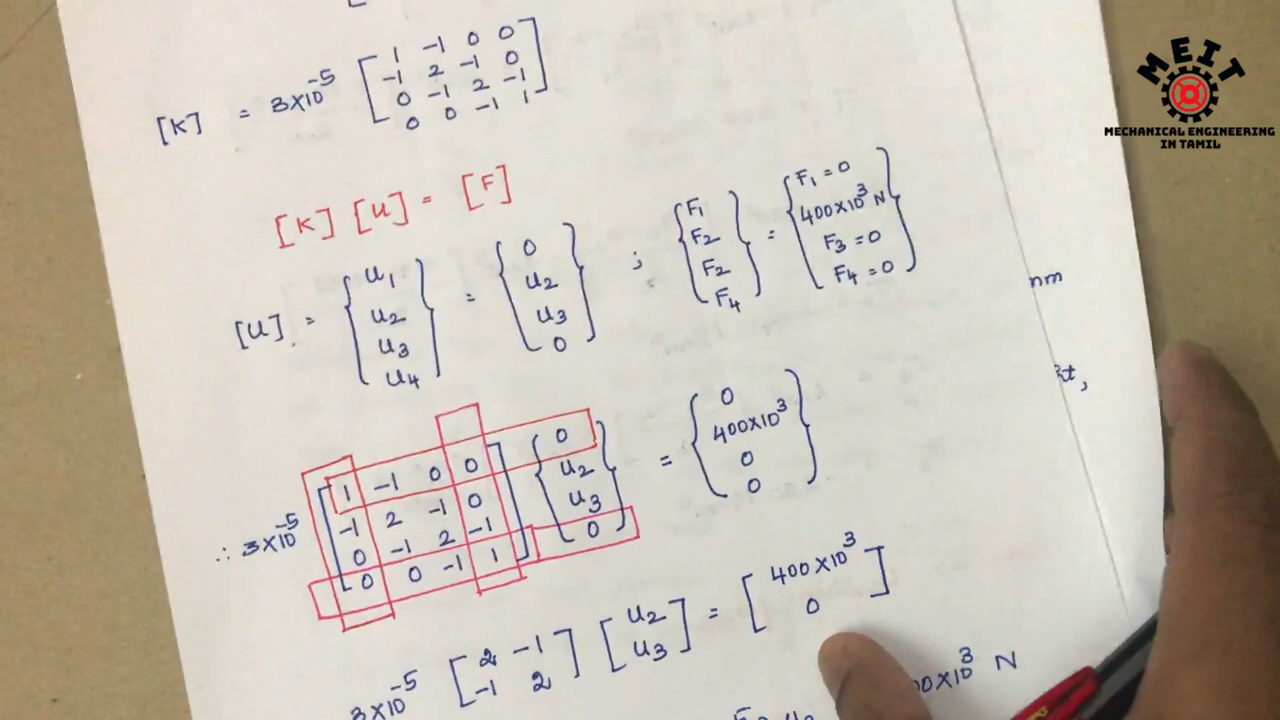 MEIT
MECHANICAL ENGINEERING
IN TAMIL
[K] = 3×10⁻⁵ [
1 -1 0 0
-1 2 -1 0
0 -1 2 -1
0 0 -1 1
]
[K] [U] = [F]
[U] = { u₁ u₂ u₃ u₄ } = { 0 u₂ u₃ 0 } ; { F₁ F₂ F₂ F₄ } = { F₁ = 0 400×10³ N F₃ = 0 F₄ = 0 }
nm
∴ 3×10⁻⁵ [
1 -1 0 0
-1 2 -1 0
0 -1 2 -1
0 0 -1 1
] { 0 u₂ u₃ 0 } = { 0 400×10³ 0 0 }
3×10⁻⁵ [
2 -1
-1 2
] [ u₂ u₃ ] = [ 400×10³ 0 ]
0×10³ N